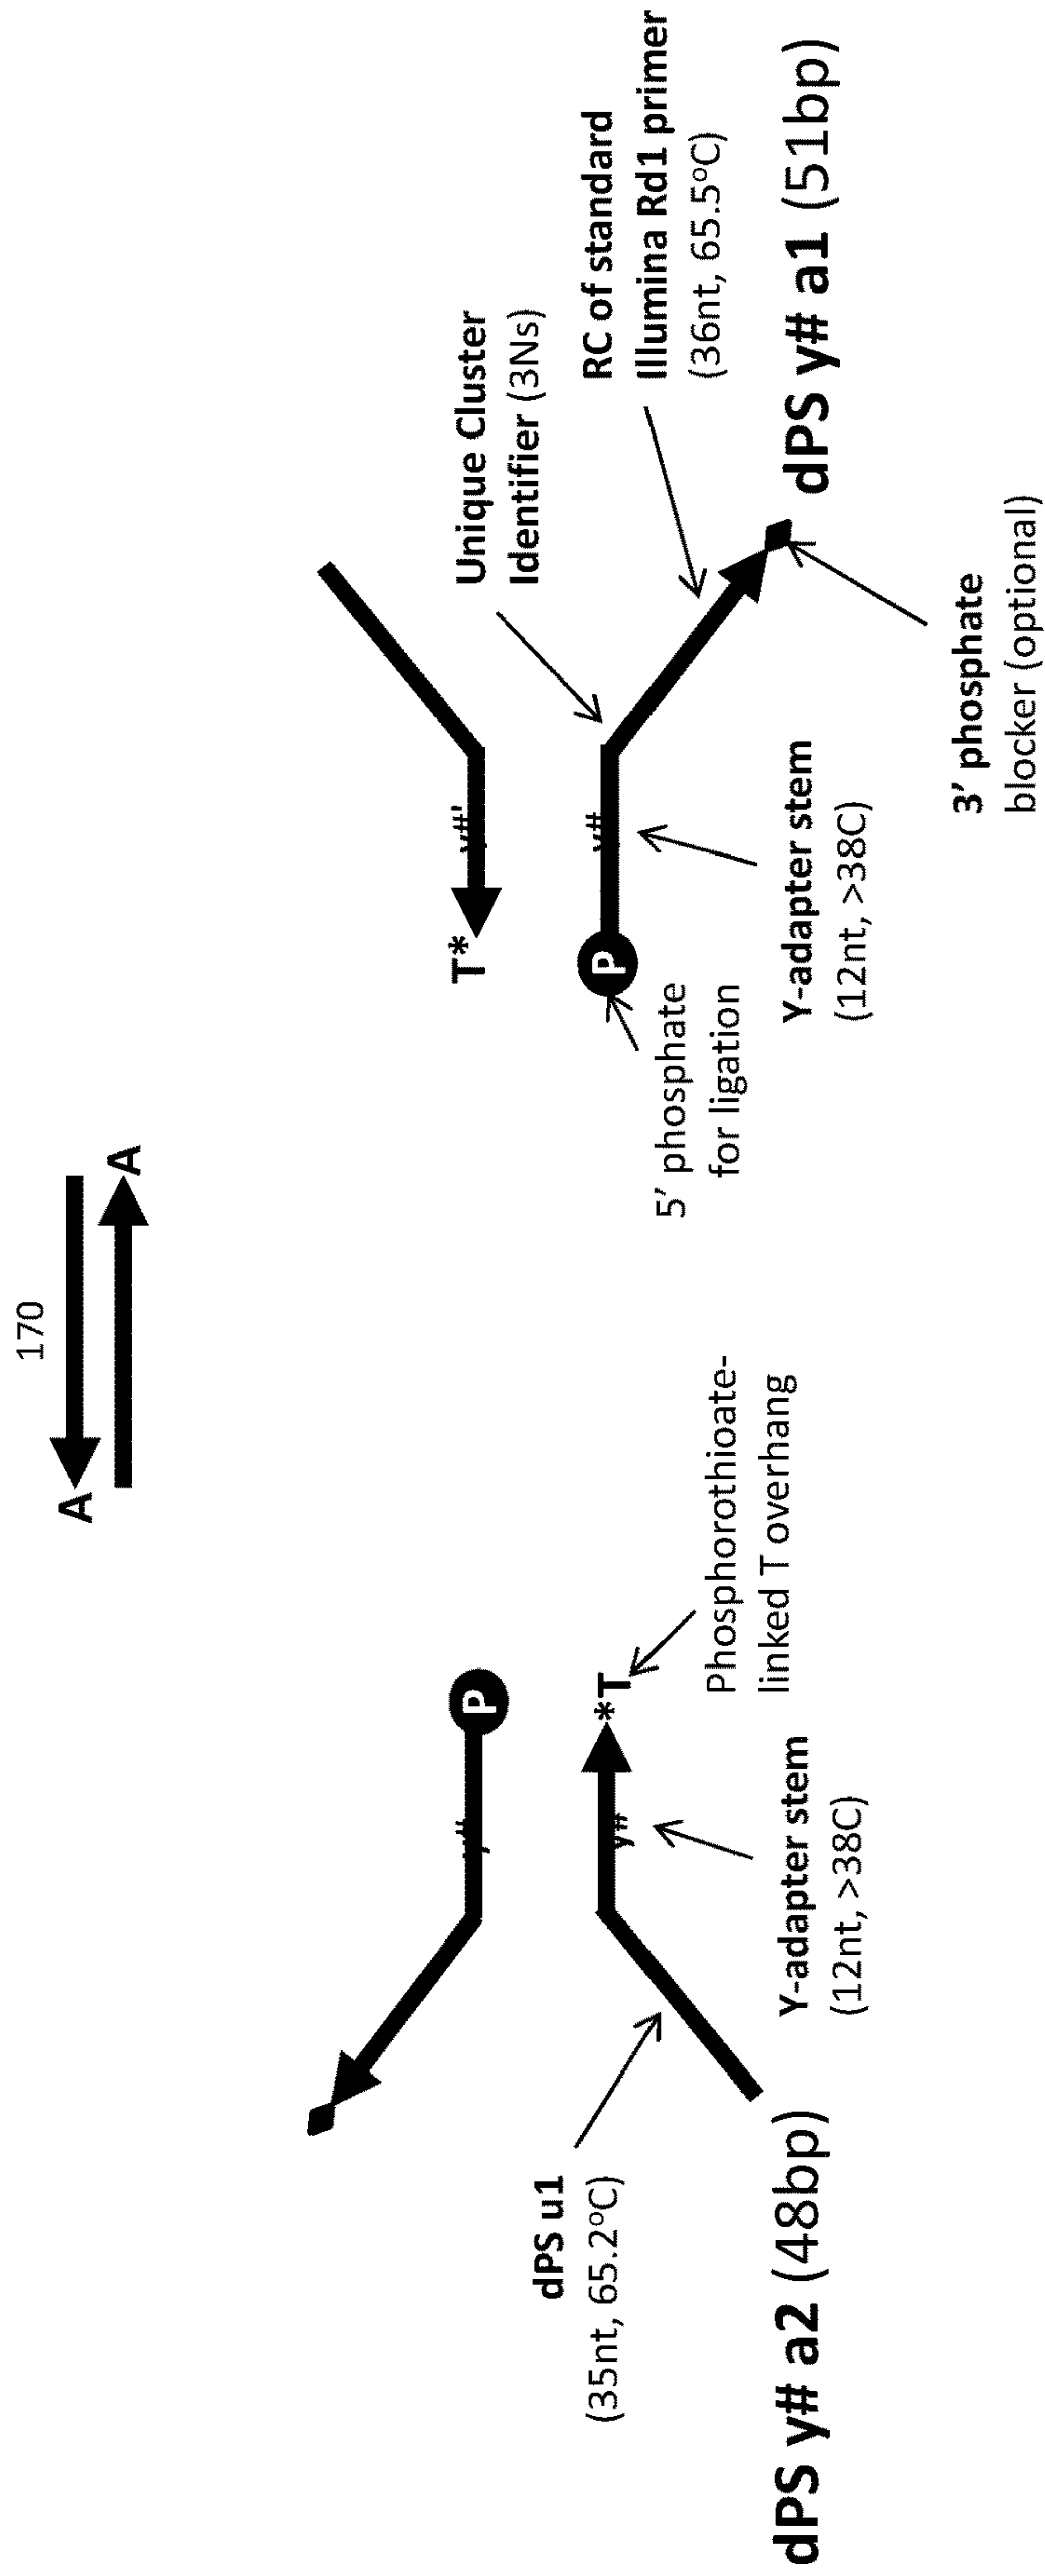 170
A
A
y#
P
T*
y#'
Unique Cluster
Identifier (3Ns)
dPS u1
(35nt, 65.2°C)
y#
*T
P
y#
RC of standard
Illumina Rd1 primer
(36nt, 65.5°C)
Phosphorothioate-
linked T overhang
5' phosphate
for ligation
dPS y# a2 (48bp)
Y-adapter stem
(12nt, >38C)
Y-adapter stem
(12nt, >38C)
dPS y# a1 (51bp)
3' phosphate
blocker (optional)